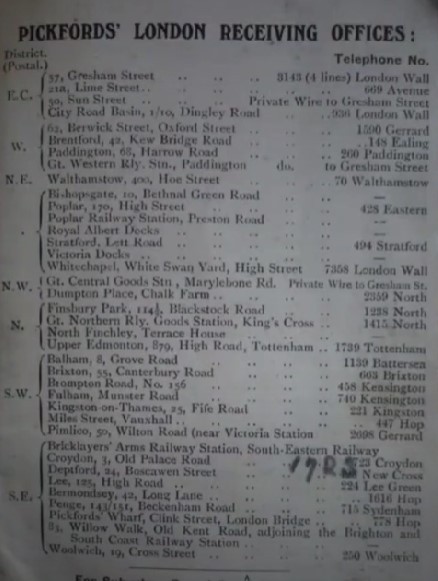 PICKFORDS' LONDON RECEIVING OFFICES:
District. (Postal.) Telephone No.
E.C. 37, Gresham Street .. .. .. 3143 (4 lines) London Wall
21A, Lime Street .. .. .. .. 669 Avenue
50, Sun Street .. .. Private Wire to Gresham Street
City Road Basin, 1/10, Dingley Road .. .. 936 London Wall
W. 62, Berwick Street, Oxford Street .. .. 1590 Gerrard
Brentford, 42, Kew Bridge Road .. .. .. 148 Ealing
Paddington, 68, Harrow Road .. .. .. 260 Paddington
Gt. Western Rly. Stn., Paddington do. to Gresham Street
N.E. Walthamstow, 400, Hoe Street .. .. 70 Walthamstow
Bishopsgate, 10, Bethnal Green Road .. .. —
Poplar, 170, High Street .. .. .. 428 Eastern
Poplar Railway Station, Preston Road .. ..
Royal Albert Docks .. .. .. .. —
Stratford, Lett Road .. .. .. .. 494 Stratford
Victoria Docks .. .. .. .. —
Whitechapel, White Swan Yard, High Street 7358 London Wall
N.W. Gt. Central Goods Stn, Marylebone Rd. Private Wire to Gresham St.
Dumpton Place, Chalk Farm .. .. .. 2359 North
N. Finsbury Park, 124½, Blackstock Road .. 1228 North
Gt. Northern Rly. Goods Station, King's Cross .. 1415 North
North Finchley, Terrace House .. .. —
Upper Edmonton, 879, High Road, Tottenham .. 1739 Tottenham
S.W. Balham, 8, Grove Road .. .. .. 1139 Battersea
Brixton, 55, Canterbury Road .. .. 663 Brixton
Brompton Road, No. 156 .. .. .. 458 Kensington
Fulham, Munster Road .. .. .. 740 Kensington
Kingston-on-Thames, 23, Fife Road .. .. 221 Kingston
Miles Street, Vauxhall .. .. .. .. 447 Hop
Pimlico, 50, Wilton Road (near Victoria Station 2698 Gerrard
S.E. Bricklayers' Arms Railway Station, South-Eastern Railway
Croydon, 3, Old Palace Road .. .. 723 Croydon
Deptford, 24, Boscawen Street .. New Cross
Lee, 123, High Road .. .. .. .. 224 Lee Green
Bermondsey, 42, Long Lane .. .. .. 1616 Hop
Penge, 143/151, Beckenham Road .. .. 715 Sydenham
Pickfords' Wharf, Clink Street, London Bridge .. 778 Hop
Willow Walk, Old Kent Road, adjoining the Brighton and
South Coast Railway Station .. .. .. —
Woolwich, 19, Cross Street .. .. .. 250 Woolwich